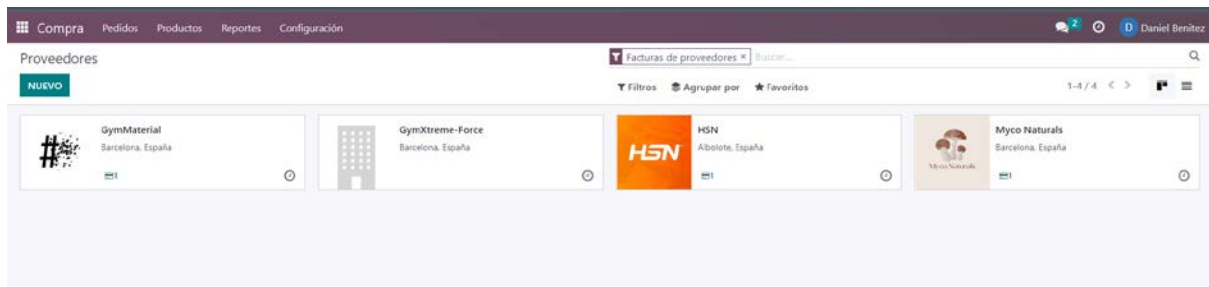 Compra Pedidos Productos Reportes Configuración 2 D Daniel Benitez
Proveedores Facturas de proveedores × Buscar...
NUEVO Filtros Agrupar por Favoritos 1-4 / 4
GymMaterial
Barcelona, España
1
GymXtreme-Force
Barcelona, España
HSN
HSN
Albolote, España
1
Myco Naturals
Myco Naturals
Barcelona, España
1